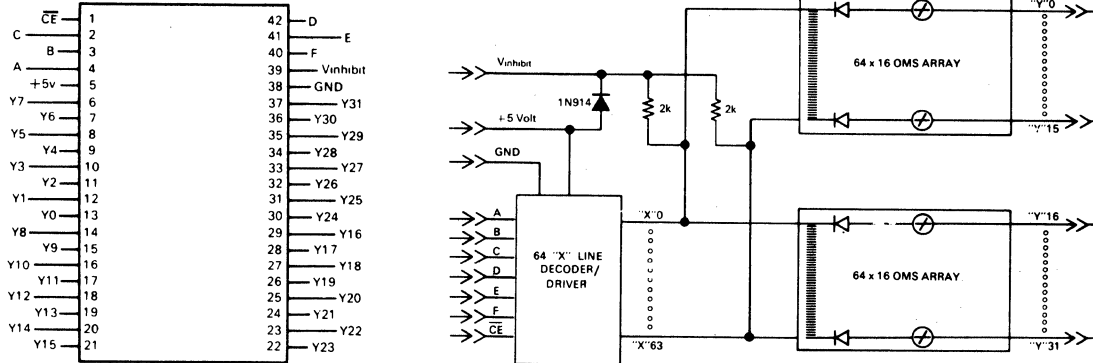 CE 1
C 2
B 3
A 4
+5v 5
Y7 6
Y6 7
Y5 8
Y4 9
Y3 10
Y2 11
Y1 12
Y0 13
Y8 14
Y9 15
Y10 16
Y11 17
Y12 18
Y13 19
Y14 20
Y15 21
42 D
41 E
40 F
39 Vinhibit
38 GND
37 Y31
36 Y30
35 Y29
34 Y28
33 Y27
32 Y26
31 Y25
30 Y24
29 Y16
28 Y17
27 Y18
26 Y19
25 Y20
24 Y21
23 Y22
22 Y23
Vinhibit
1N914
2k
2k
+5 Volt
GND
A
B
C
D
E
F
CE
64 "X" LINE
DECODER/
DRIVER
"X"0
"X"63
"Y"0
64 x 16 OMS ARRAY
"Y"15
"Y"16
64 x 16 OMS ARRAY
"Y"31